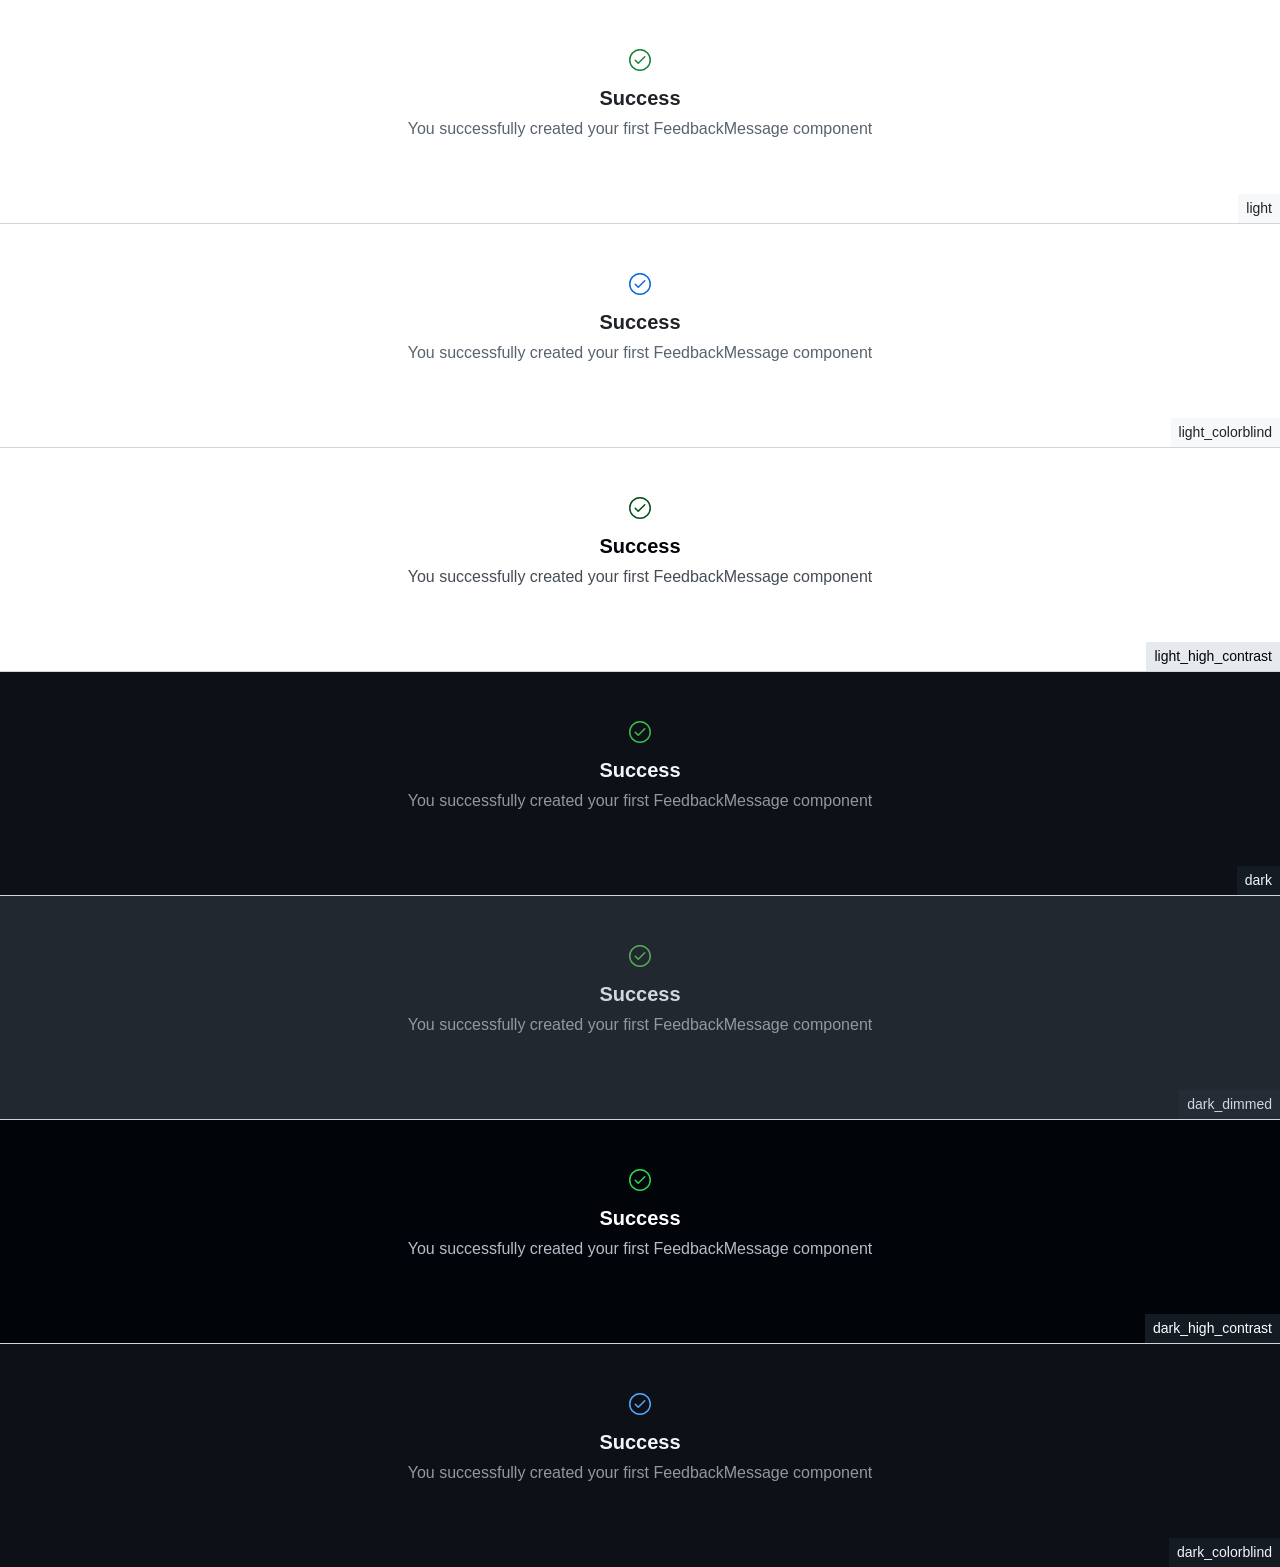 Success
You successfully created your first FeedbackMessage component
light
Success
You successfully created your first FeedbackMessage component
light_colorblind
Success
You successfully created your first FeedbackMessage component
light_high_contrast
Success
You successfully created your first FeedbackMessage component
dark
Success
You successfully created your first FeedbackMessage component
dark_dimmed
Success
You successfully created your first FeedbackMessage component
dark_high_contrast
Success
You successfully created your first FeedbackMessage component
dark_colorblind